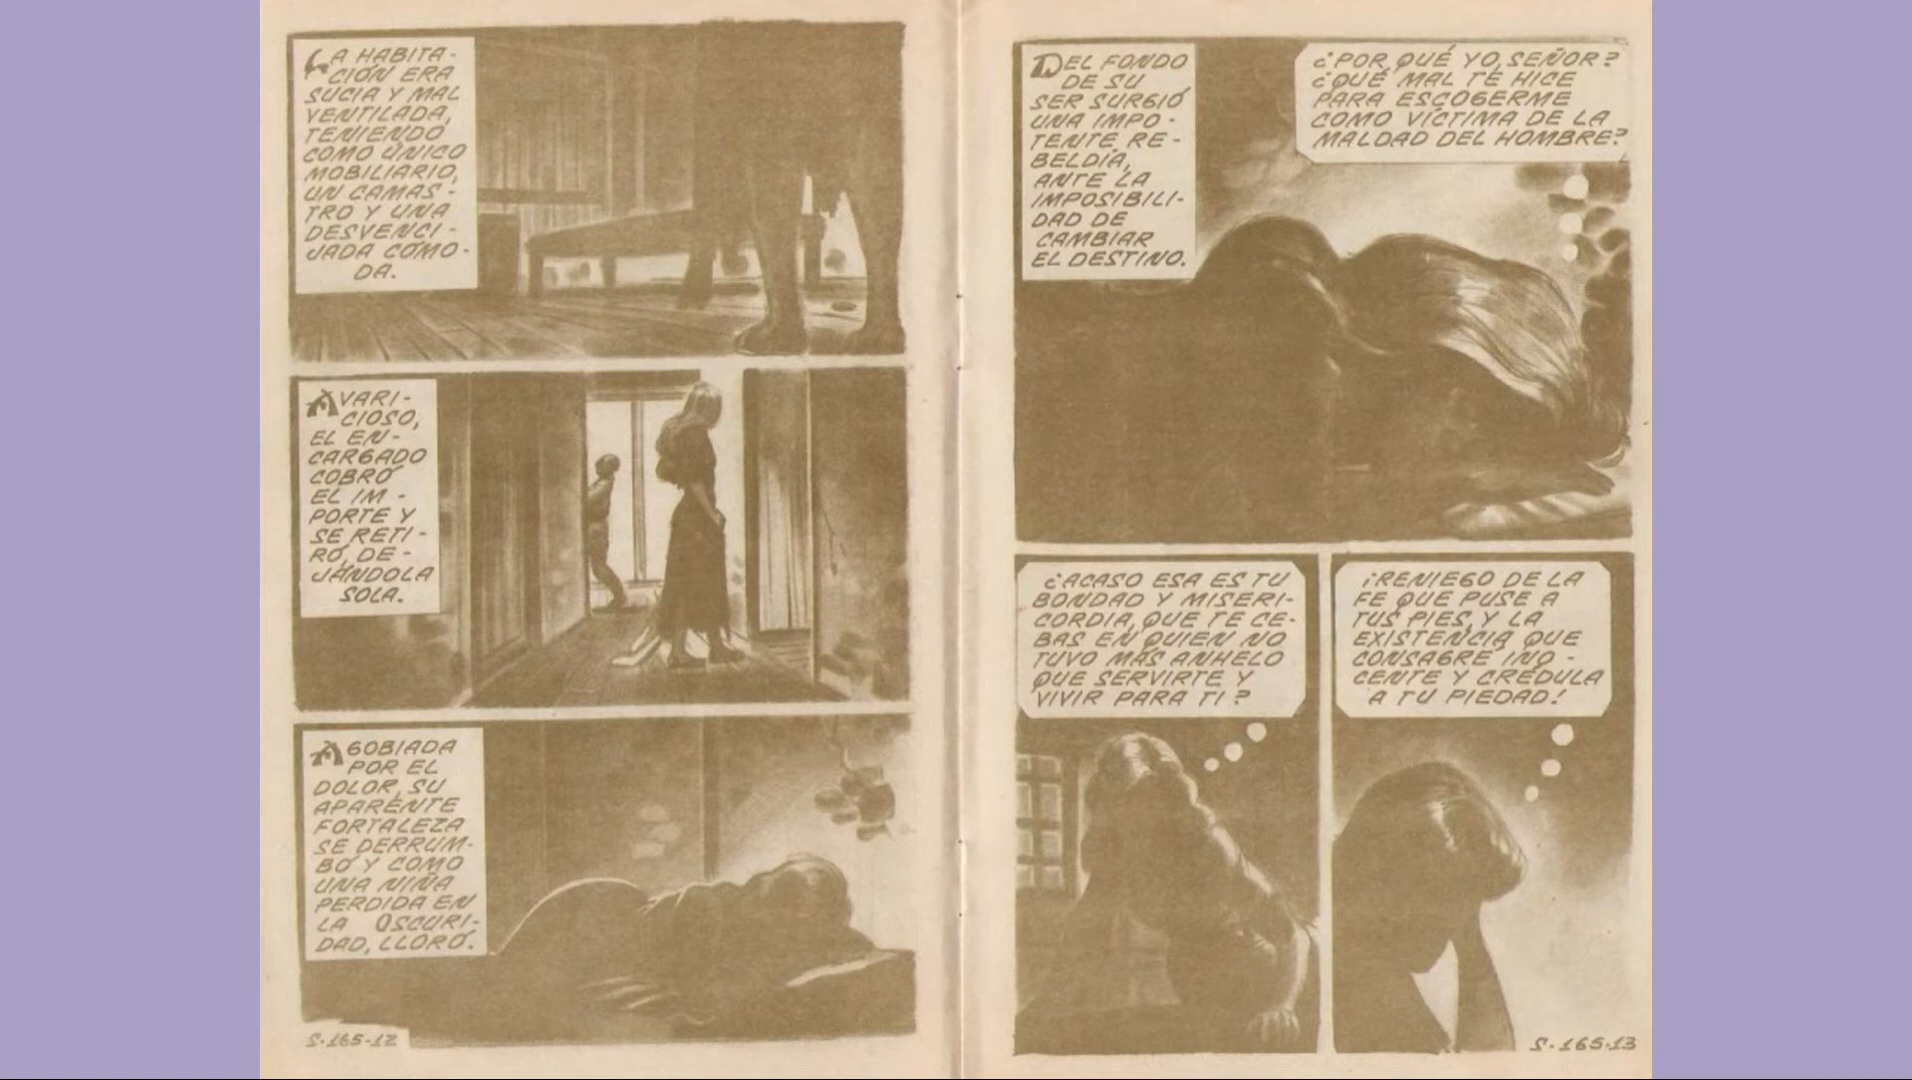 LA HABITA-
CIÓN ERA
SUCIA Y MAL
VENTILADA,
TENIENDO
COMO ÚNICO
MOBILIARIO,
UN CAMAS-
TRO Y UNA
DESVENCI-
JADA CÓMO-
DA.
AVARI-
CIOSO,
EL EN-
CARGADO
COBRÓ
EL IM-
PORTE Y
SE RETI-
RÓ, DE-
JÁNDOLA
SOLA.
AGOBIADA
POR EL
DOLOR, SU
APARENTE
FORTALEZA
SE DERRUM-
BÓ Y COMO
UNA NIÑA
PERDIDA EN
LA OSCURI-
DAD, LLORÓ.
S-165-12
DEL FONDO
DE SU
SER SURGIÓ
UNA IMPO-
TENTE RE-
BELDÍA,
ANTE LA
IMPOSIBILI-
DAD DE
CAMBIAR
EL DESTINO.
¿POR QUÉ YO, SEÑOR?
¿QUÉ MAL TE HICE
PARA ESCOGERME
COMO VÍCTIMA DE LA
MALDAD DEL HOMBRE?
¿ACASO ESA ES TU
BONDAD Y MISERI-
CORDIA, QUE TE CE-
BAS EN QUIEN NO
TUVO MÁS ANHELO
QUE SERVIRTE Y
VIVIR PARA TI?
¡RENIEGO DE LA
FE QUE PUSE A
TUS PIES, Y LA
EXISTENCIA QUE
CONSAGRÉ INO-
CENTE Y CRÉDULA
A TU PIEDAD!
S-165-13